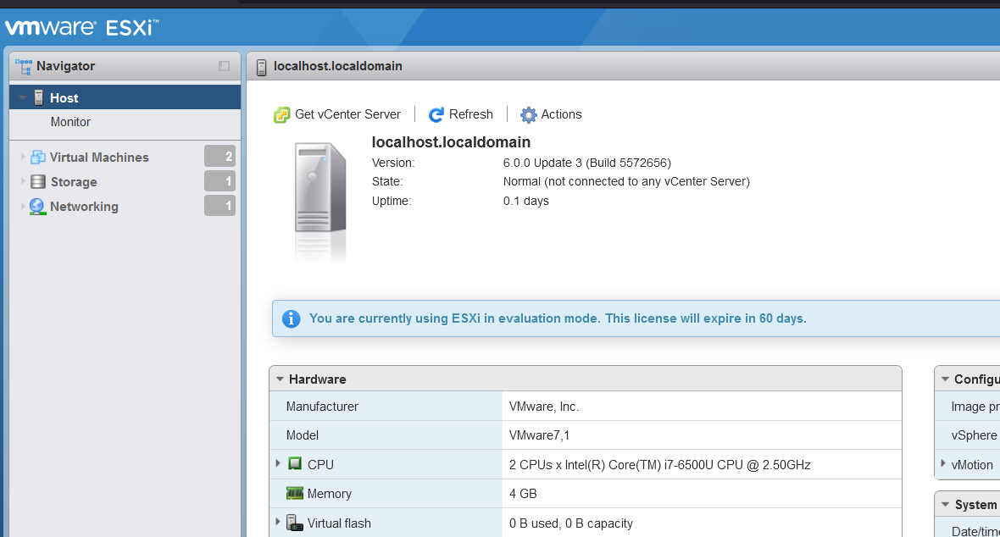 vmware ESXi™
Navigator
Host
Monitor
Virtual Machines 2
Storage 1
Networking 1
localhost.localdomain
Get vCenter Server Refresh Actions
localhost.localdomain
Version: 6.0.0 Update 3 (Build 5572656)
State: Normal (not connected to any vCenter Server)
Uptime: 0.1 days
You are currently using ESXi in evaluation mode. This license will expire in 60 days.
Hardware
Manufacturer VMware, Inc.
Model VMware7,1
CPU 2 CPUs x Intel(R) Core(TM) i7-6500U CPU @ 2.50GHz
Memory 4 GB
Virtual flash 0 B used, 0 B capacity
Configu
Image pr
vSphere
vMotion
System
Date/time